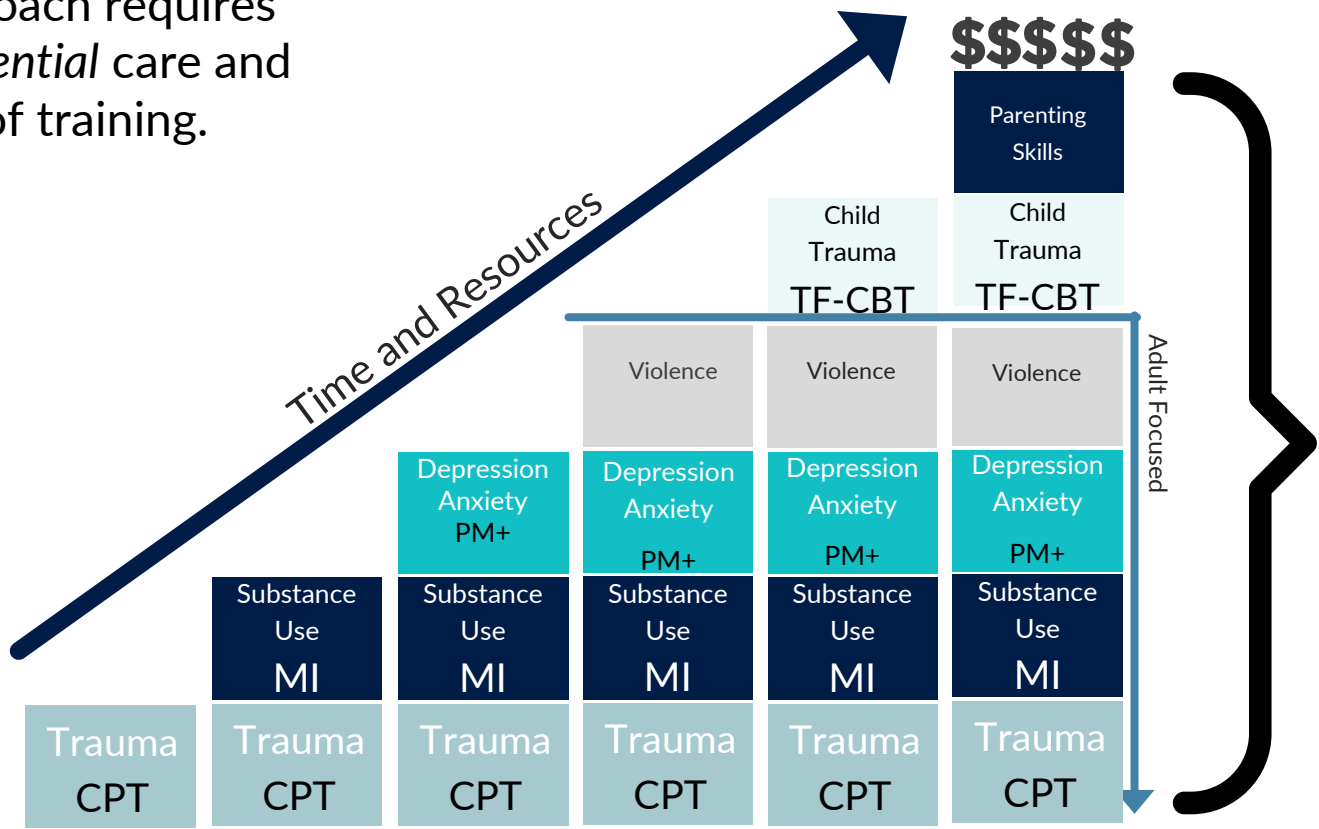 oach requires
ential care and
of training.
$$$$$
Time and Resources
Parenting
Skills
Child
Trauma
TF-CBT
Child
Trauma
TF-CBT
Adult Focused
Violence
Violence
Violence
Depression
Anxiety
PM+
Depression
Anxiety
PM+
Depression
Anxiety
PM+
Depression
Anxiety
PM+
Substance
Use
MI
Substance
Use
MI
Substance
Use
MI
Substance
Use
MI
Substance
Use
MI
Trauma
CPT
Trauma
CPT
Trauma
CPT
Trauma
CPT
Trauma
CPT
Trauma
CPT